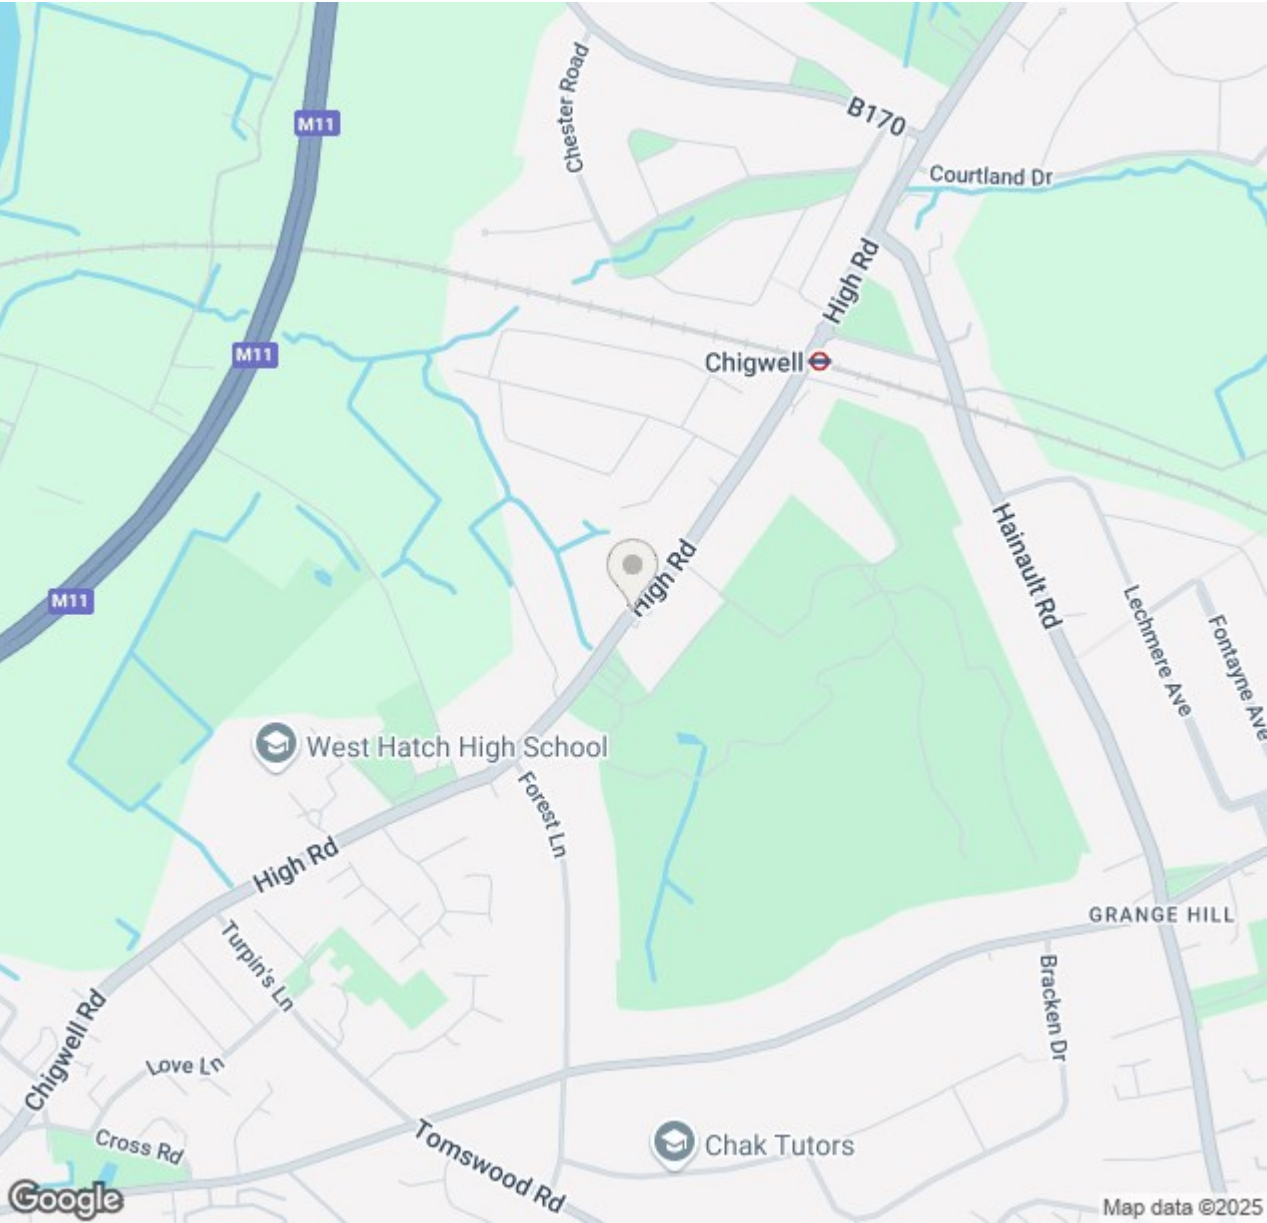 M11
Chester Road
B170
Courtland Dr
High Rd
M11
Chigwell
High Rd
Hainault Rd
M11
Lechmere Ave
Fontayne Ave
West Hatch High School
Forest Ln
High Rd
GRANGE HILL
Turpin's Ln
Bracken Dr
Chigwell Rd
Love Ln
Cross Rd
Tomswood Rd
Chak Tutors
Google
Map data ©2025